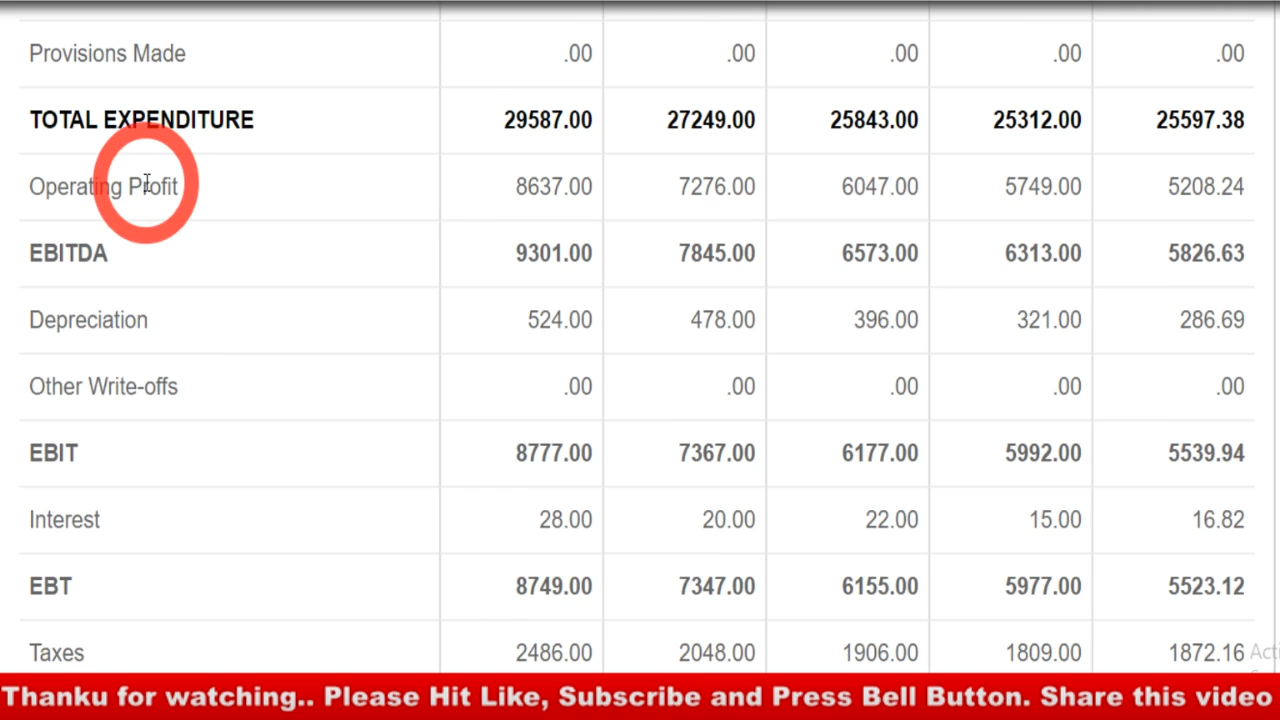 Provisions Made .00 .00 .00 .00 .00
TOTAL EXPENDITURE 29587.00 27249.00 25843.00 25312.00 25597.38
Operating Profit 8637.00 7276.00 6047.00 5749.00 5208.24
EBITDA 9301.00 7845.00 6573.00 6313.00 5826.63
Depreciation 524.00 478.00 396.00 321.00 286.69
Other Write-offs .00 .00 .00 .00 .00
EBIT 8777.00 7367.00 6177.00 5992.00 5539.94
Interest 28.00 20.00 22.00 15.00 16.82
EBT 8749.00 7347.00 6155.00 5977.00 5523.12
Taxes 2486.00 2048.00 1906.00 1809.00 1872.16
Thanku for watching.. Please Hit Like, Subscribe and Press Bell Button. Share this video